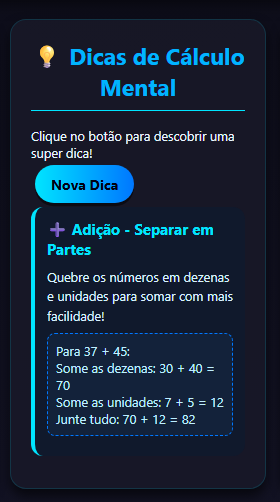 💡 Dicas de Cálculo
Mental
Clique no botão para descobrir uma
super dica!
Nova Dica
➕ Adição - Separar em
Partes
Quebre os números em dezenas
e unidades para somar com mais
facilidade!
Para 37 + 45:
Some as dezenas: 30 + 40 =
70
Some as unidades: 7 + 5 = 12
Junte tudo: 70 + 12 = 82